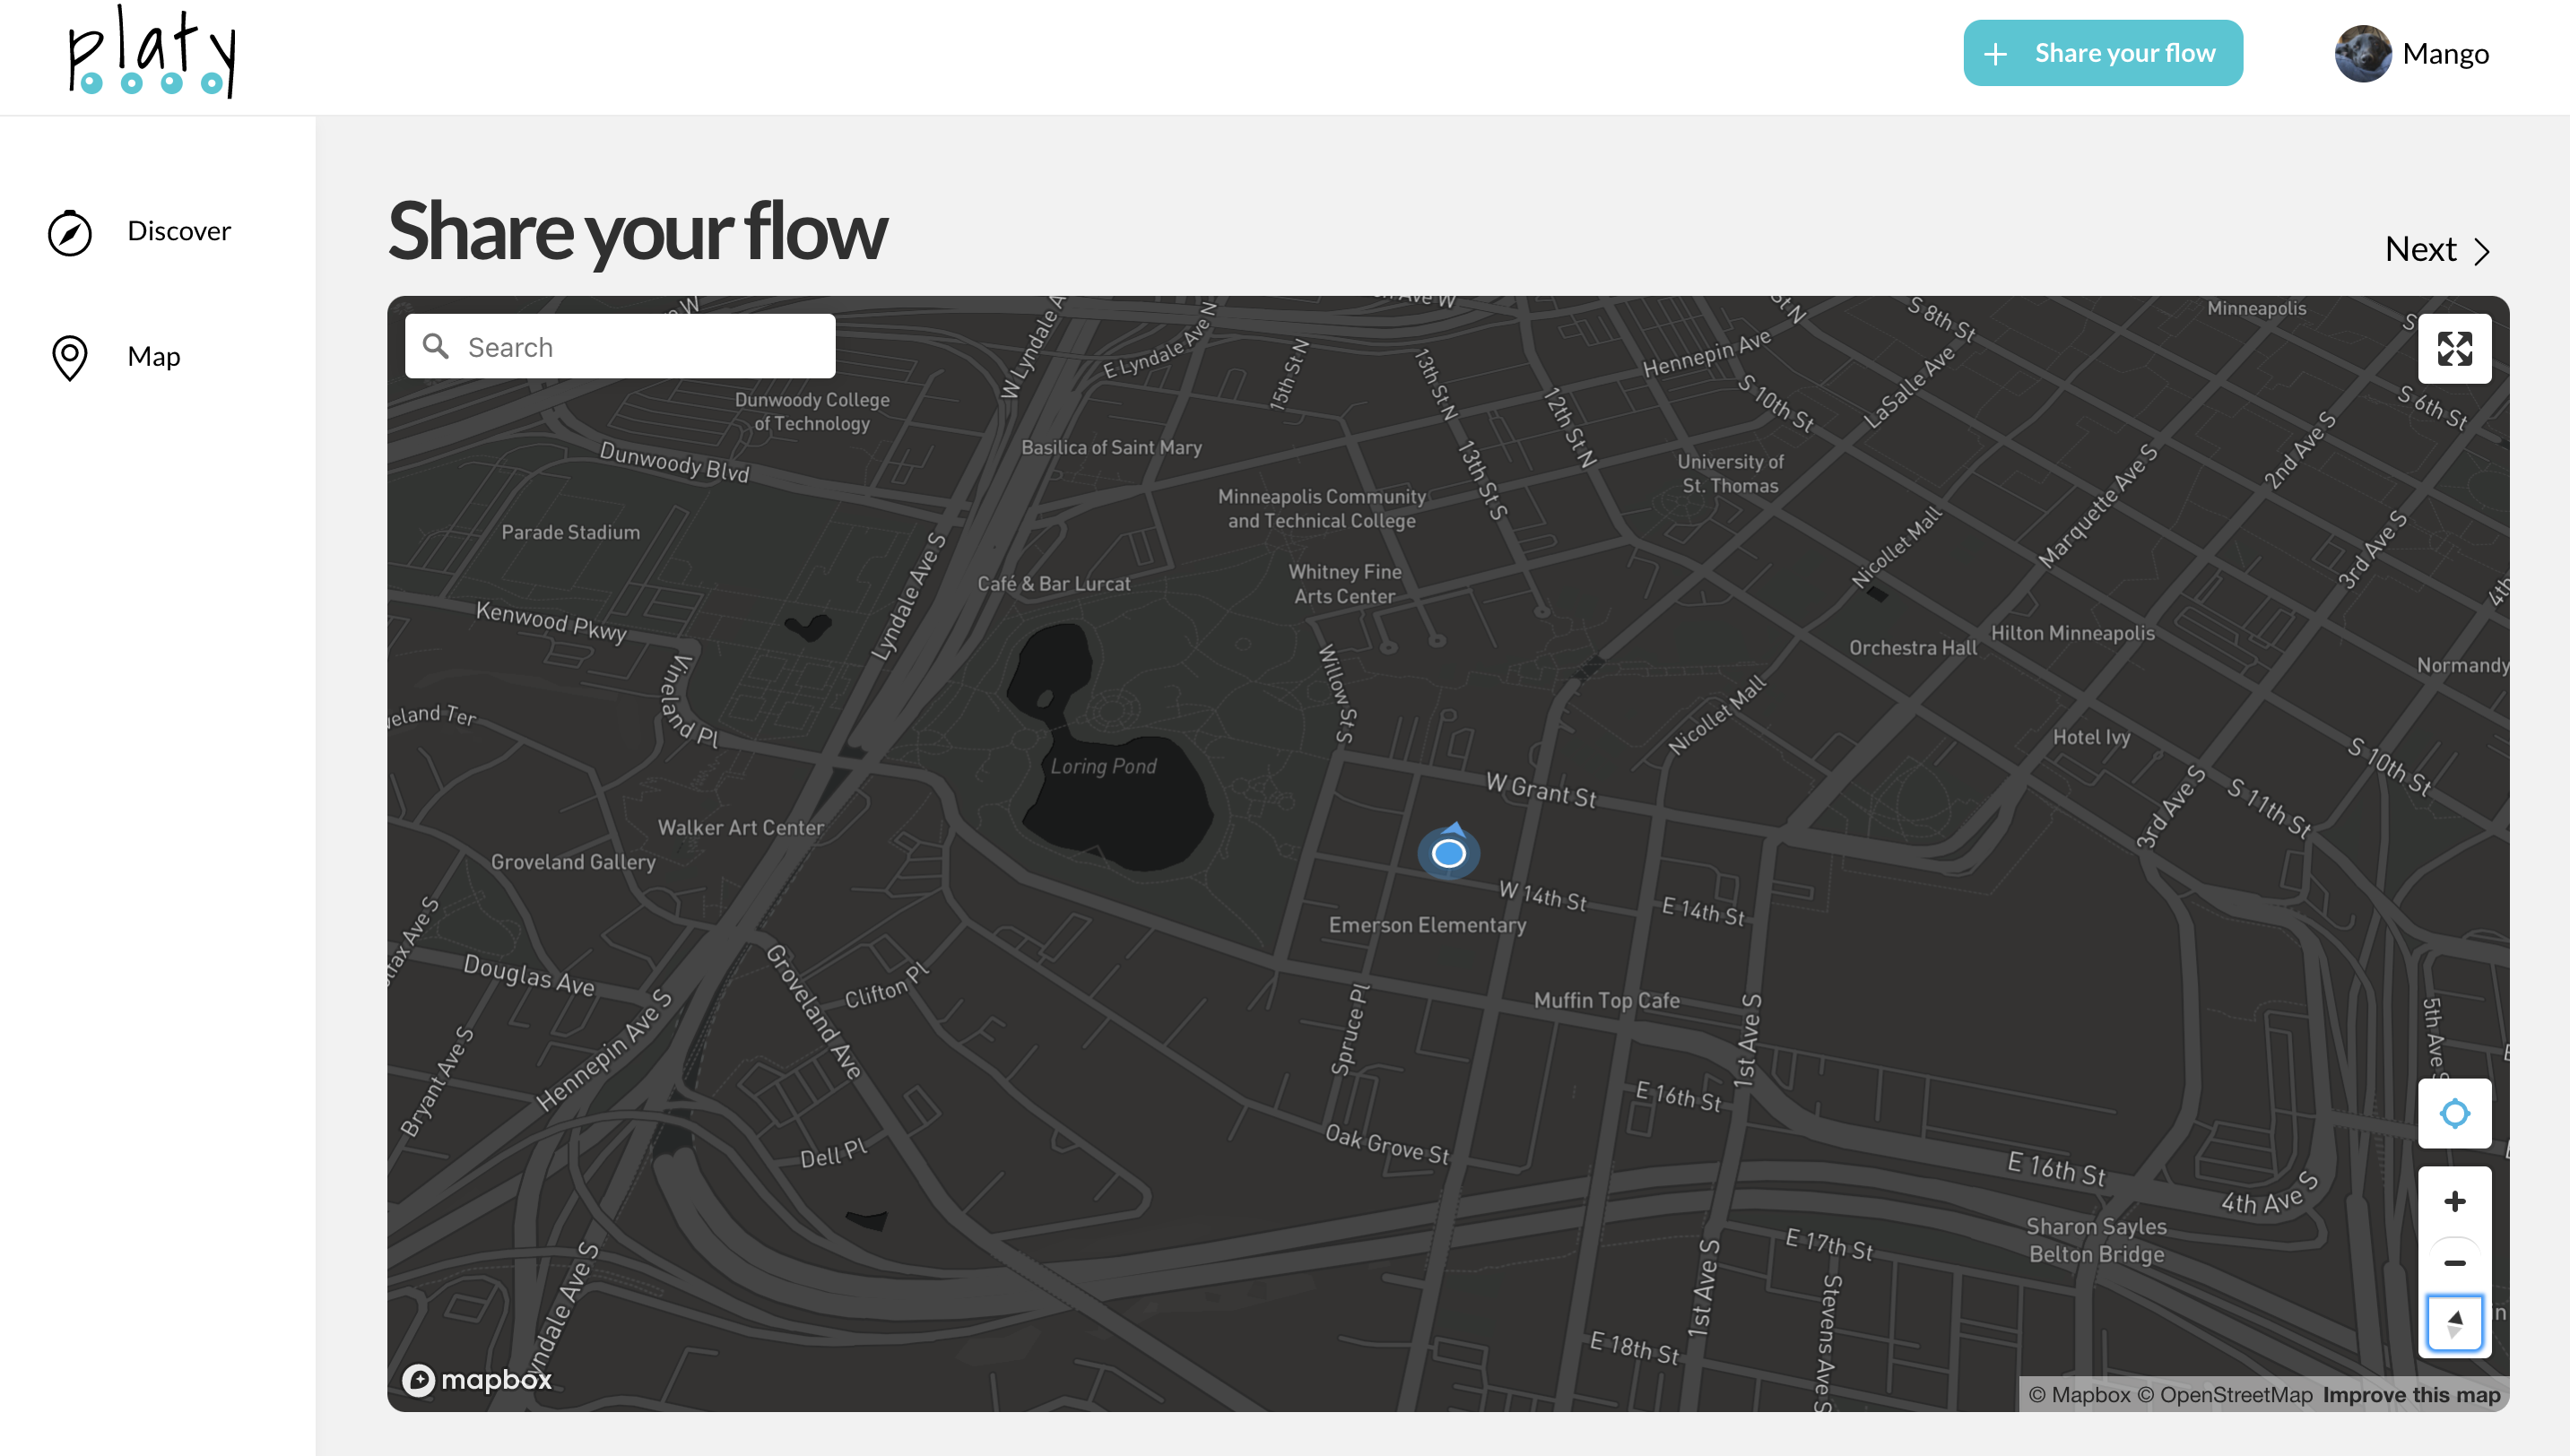 platy
+ Share your flow
Mango
Discover
Map
Share your flow
Next
Search
W Lyndale A
E Lyndale Ave N
15th St N
13th St N
Hennepin Ave
S 8th St
Minneapolis
Dunwoody College
of Technology
12th St N
S 10th St
LaSalle Ave
S 6th St
Basilica of Saint Mary
Dunwoody Blvd
13th St S
University of
St. Thomas
2nd Ave S
Minneapolis Community
and Technical College
Marquette Ave S
Parade Stadium
Nicollet Mall
3rd Ave S
Lyndale Ave S
Café & Bar Lurcat
Whitney Fine
Arts Center
4th
Kenwood Pkwy
Orchestra Hall
Hilton Minneapolis
Normandy
Vineland Pl
Willow St S
eland Ter
Nicollet Mall
Hotel Ivy
Loring Pond
S 10th St
W Grant St
3rd Ave S
S 11th St
Walker Art Center
Groveland Gallery
W 14th St
E 14th St
Emerson Elementary
fax Ave S
Douglas Ave
Groveland Ave
Clifton Pl
Muffin Top Cafe
Hennepin Ave S
Spruce Pl
1st Ave S
5th Ave S
Bryant Ave S
E 16th St
Dell Pl
Oak Grove St
E 16th St
4th Ave S
Sharon Sayles
Belton Bridge
E 17th St
yndale Ave S
1st Ave S
Stevens Ave S
E 18th St
mapbox
© Mapbox © OpenStreetMap Improve this map